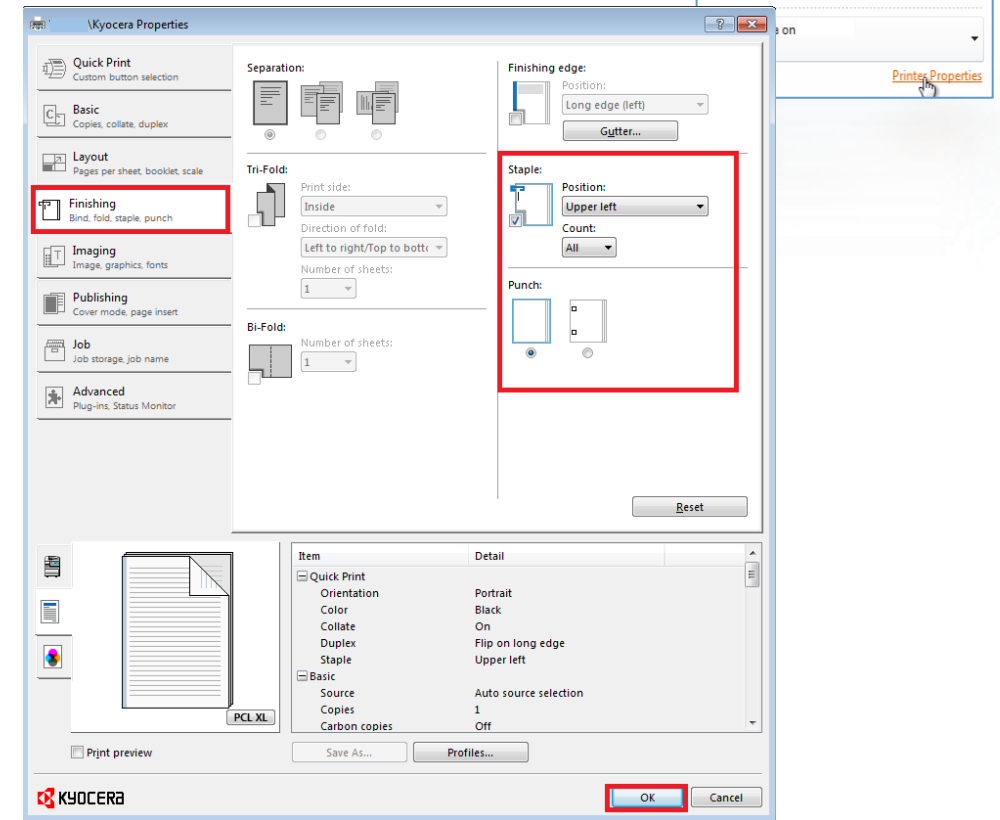 \Kyocera Properties
a on
Printer Properties
Quick Print
Custom button selection
Basic
Copies, collate, duplex
Layout
Pages per sheet, booklet, scale
Finishing
Bind, fold, staple, punch
Imaging
Image, graphics, fonts
Publishing
Cover mode, page insert
Job
Job storage, job name
Advanced
Plug-ins, Status Monitor
Separation:
Tri-Fold:
Print side:
Inside
Direction of fold:
Left to right/Top to botto
Number of sheets:
1
Bi-Fold:
Number of sheets:
1
Finishing edge:
Position:
Long edge (left)
Gutter...
Staple:
Position:
Upper left
Count:
All
Punch:
Reset
PCL XL
Print preview
Item Detail
Quick Print
Orientation Portrait
Color Black
Collate On
Duplex Flip on long edge
Staple Upper left
Basic
Source Auto source selection
Copies 1
Carbon copies Off
Save As... Profiles...
KYOCERA
OK Cancel